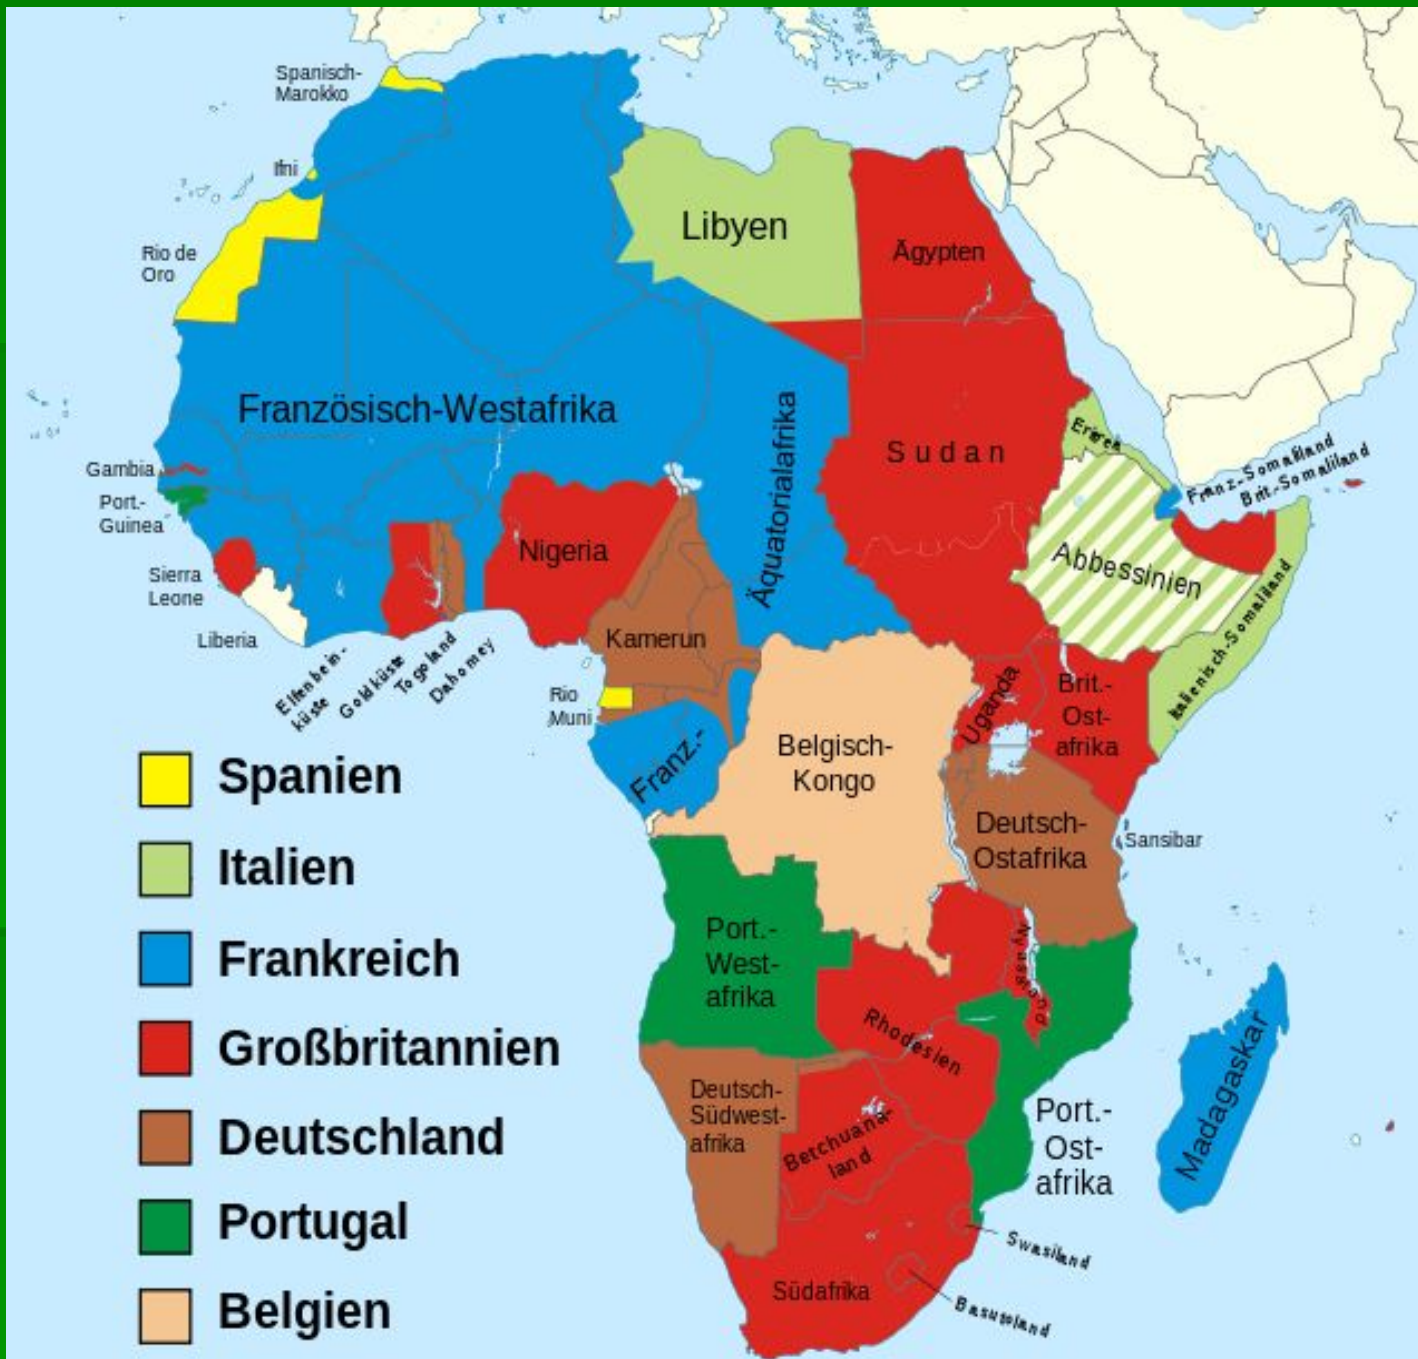 Spanisch-
Marokko
Ifni
Rio de
Oro
Libyen
Ägypten
Französisch-Westafrika
Äquatorialafrika
Sudan
Eritrea
Franz.-Somaliland
Brit.-Somaliland
Gambia
Port.-
Guinea
Sierra
Leone
Liberia
Nigeria
Abbessinien
Italienisch-Somaliland
Elfenbein-
küste
Goldküste
Togoland
Dahomey
Kamerun
Rio
Muni
Franz.-
Uganda
Brit.-
Ost-
afrika
Belgisch-
Kongo
Deutsch-
Ostafrika
Sansibar
Port.-
West-
afrika
Nyassaland
Rhodesien
Deutsch-
Südwest-
afrika
Betchuana-
land
Port.-
Ost-
afrika
Madagaskar
Swasiland
Südafrika
Basutoland
Spanien
Italien
Frankreich
Großbritannien
Deutschland
Portugal
Belgien